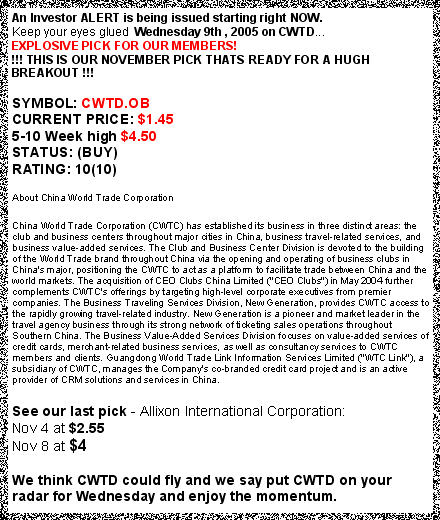 An Investor ALERT is being issued starting right NOW.
Keep your eyes glued Wednesday 9th, 2005 on CWTD...
EXPLOSIVE PICK FOR OUR MEMBERS!
!!! THIS IS OUR NOVEMBER PICK THATS READY FOR A HUGH
BREAKOUT !!!
SYMBOL: CWTD.OB
CURRENT PRICE: $1.45
5-10 Week high $4.50
STATUS: (BUY)
RATING: 10(10)
About China World Trade Corporation
China World Trade Corporation (CWTC) has established its business in three distinct areas: the
club and business centers throughout major cities in China, business travel-related services, and
business value-added services. The Club and Business Center Division is devoted to the building
of the World Trade brand throughout China via the opening and operating of business clubs in
China's major, positioning the CWTC to act as a platform to facilitate trade between China and the
world markets. The acquisition of CEO Clubs China Limited ("CEO Clubs") in May 2004 further
complements CWTC's offerings by targeting high-level corporate executives from premier
companies. The Business Traveling Services Division, New Generation, provides CWTC access to
the rapidly growing travel-related industry. New Generation is a pioneer and market leader in the
travel agency business through its strong network of ticketing sales operations throughout
Southern China. The Business Value-Added Services Division focuses on value-added services of
credit cards, merchant-related business services, as well as consultancy services to CWTC
members and clients. Guangdong World Trade Link Information Services Limited ("WTC Link"), a
subsidiary of CWTC, manages the Company's co-branded credit card project and is an active
provider of CRM solutions and services in China.
See our last pick - Allixon International Corporation:
Nov 4 at $2.55
Nov 8 at $4
We think CWTD could fly and we say put CWTD on your
radar for Wednesday and enjoy the momentum.